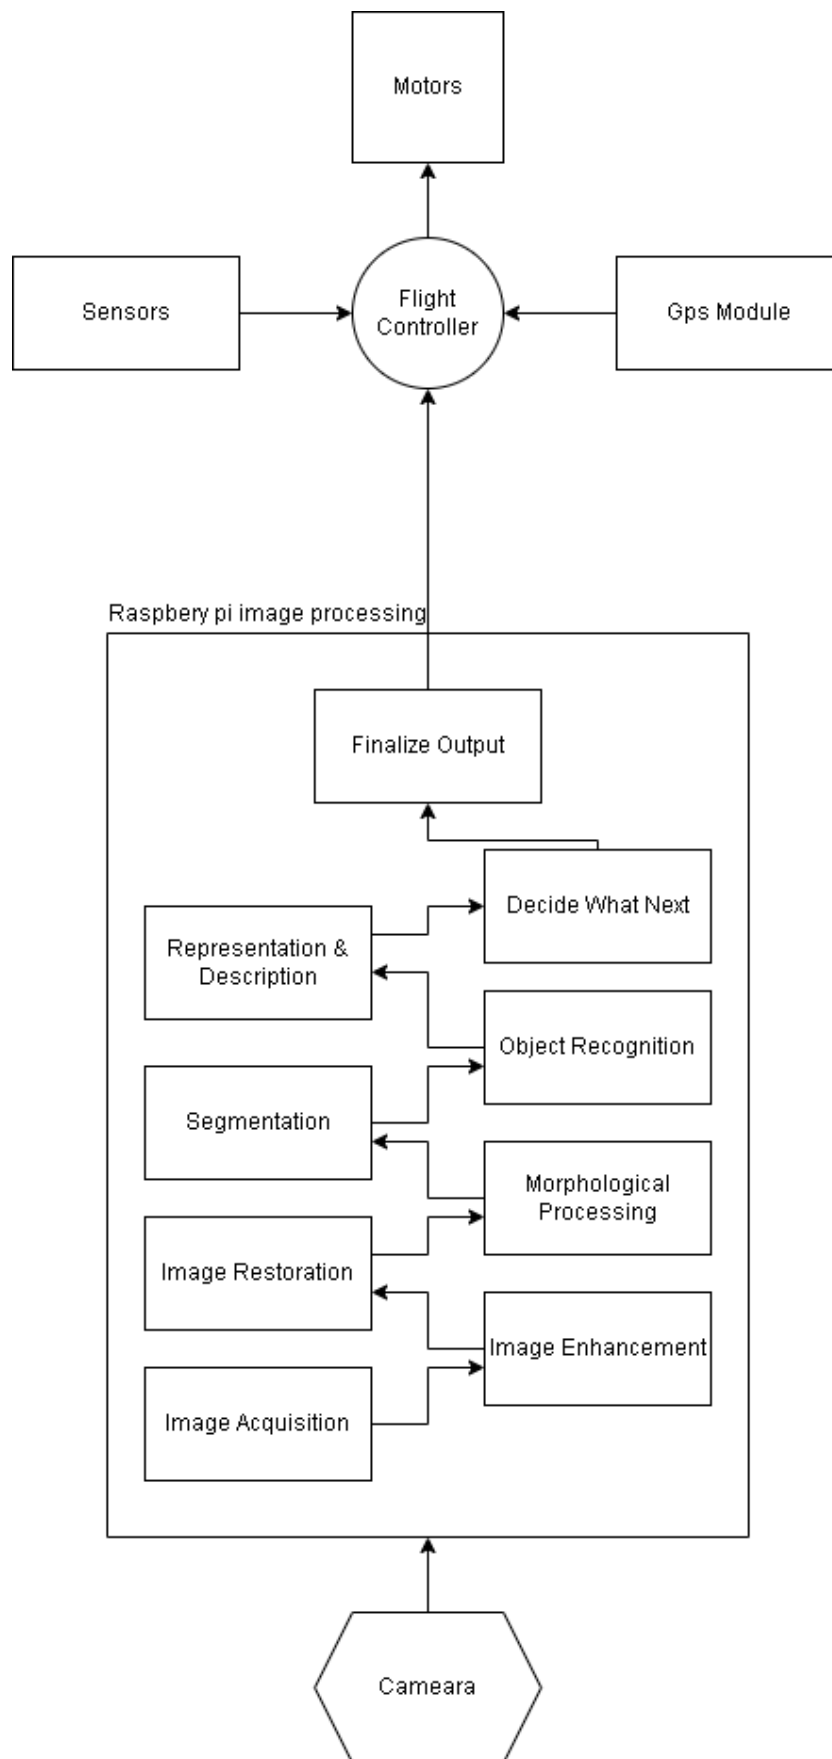 Motors
Sensors
Flight
Controller
Gps Module
Raspbery pi image processing
Finalize Output
Decide What Next
Representation &
Description
Object Recognition
Segmentation
Morphological
Processing
Image Restoration
Image Enhancement
Image Acquisition
Cameara